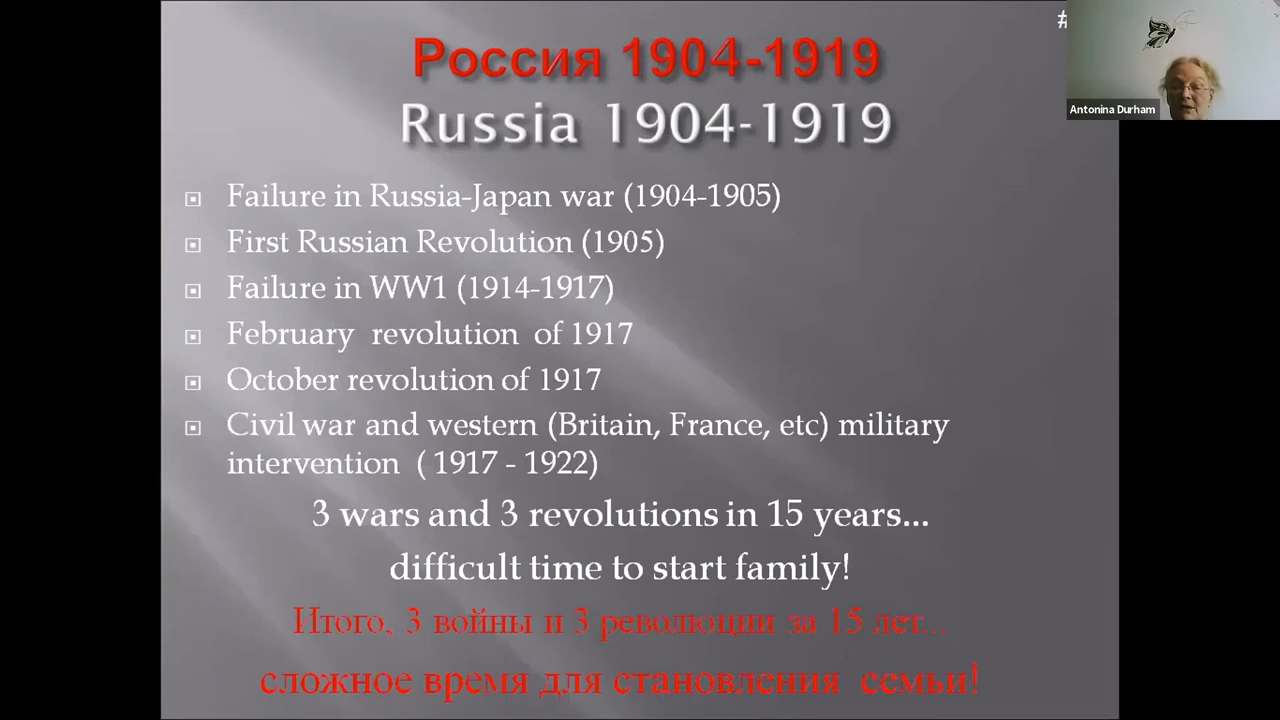 #
Россия 1904-1919
Russia 1904-1919
Antonina Durham
Failure in Russia-Japan war (1904-1905)
First Russian Revolution (1905)
Failure in WW1 (1914-1917)
February revolution of 1917
October revolution of 1917
Civil war and western (Britain, France, etc) military
intervention ( 1917 - 1922)
3 wars and 3 revolutions in 15 years...
difficult time to start family!
Итого, 3 войны и 3 революции за 15 лет...
сложное время для становления семьи!